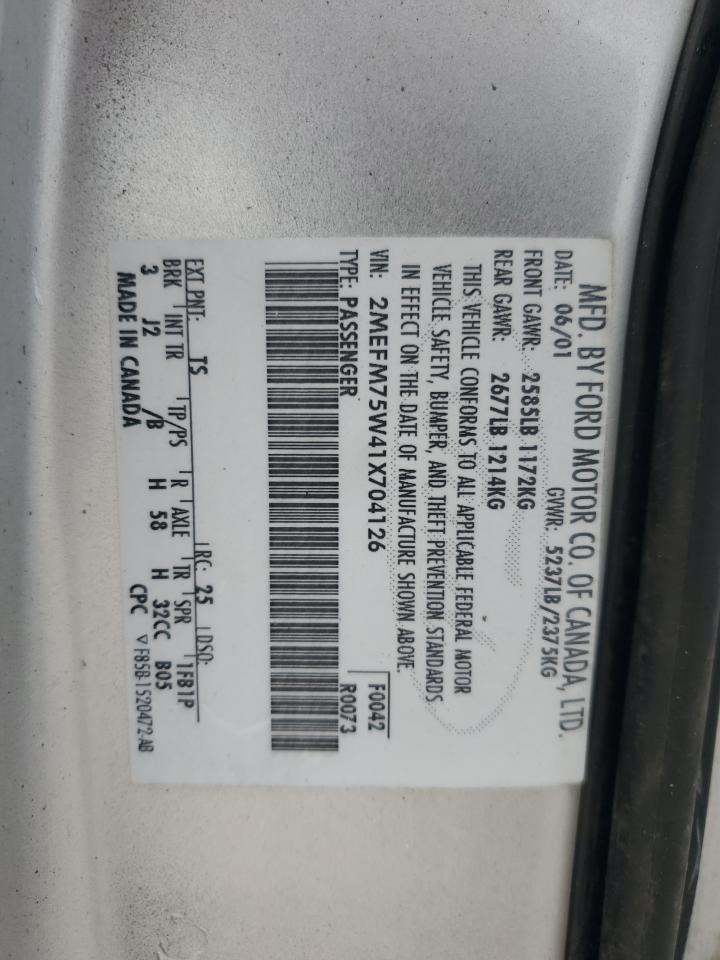 MFD. BY FORD MOTOR CO. OF CANADA, LTD.
DATE: 06/01 GVWR: 5237LB/2375KG
FRONT GAWR: 2585LB 1172KG
REAR GAWR: 2677LB 1214KG
THIS VEHICLE CONFORMS TO ALL APPLICABLE FEDERAL MOTOR
VEHICLE SAFETY, BUMPER, AND THEFT PREVENTION STANDARDS
IN EFFECT ON THE DATE OF MANUFACTURE SHOWN ABOVE.
VIN: 2MEFM75W41X704126 F0042
TYPE: PASSENGER R0073
EXT PNT: TS RC: 25 DSO:
BRK INT TR TP/PS R AXLE TR SPR 1FB1P
3 J2 /B H 58 H 32CC B05
MADE IN CANADA CPC ▽ F85B-1520472-AB